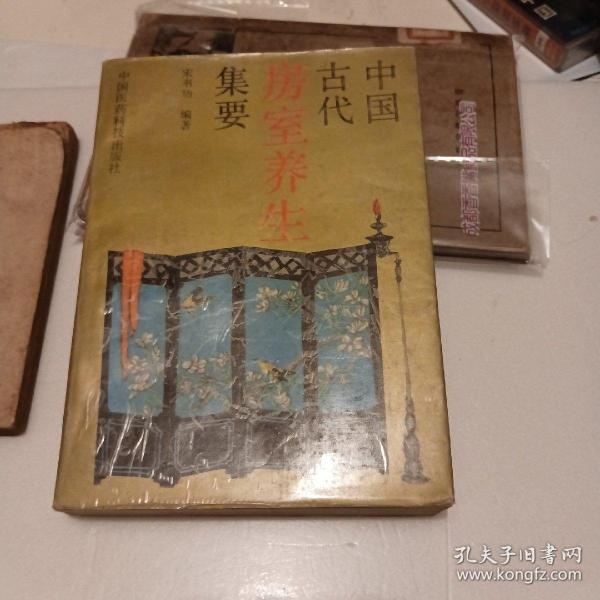 中国
古代
房室养生
集要
宋书功 编著
中国医药科技出版社
孔夫子旧书网
www.kongfz.com